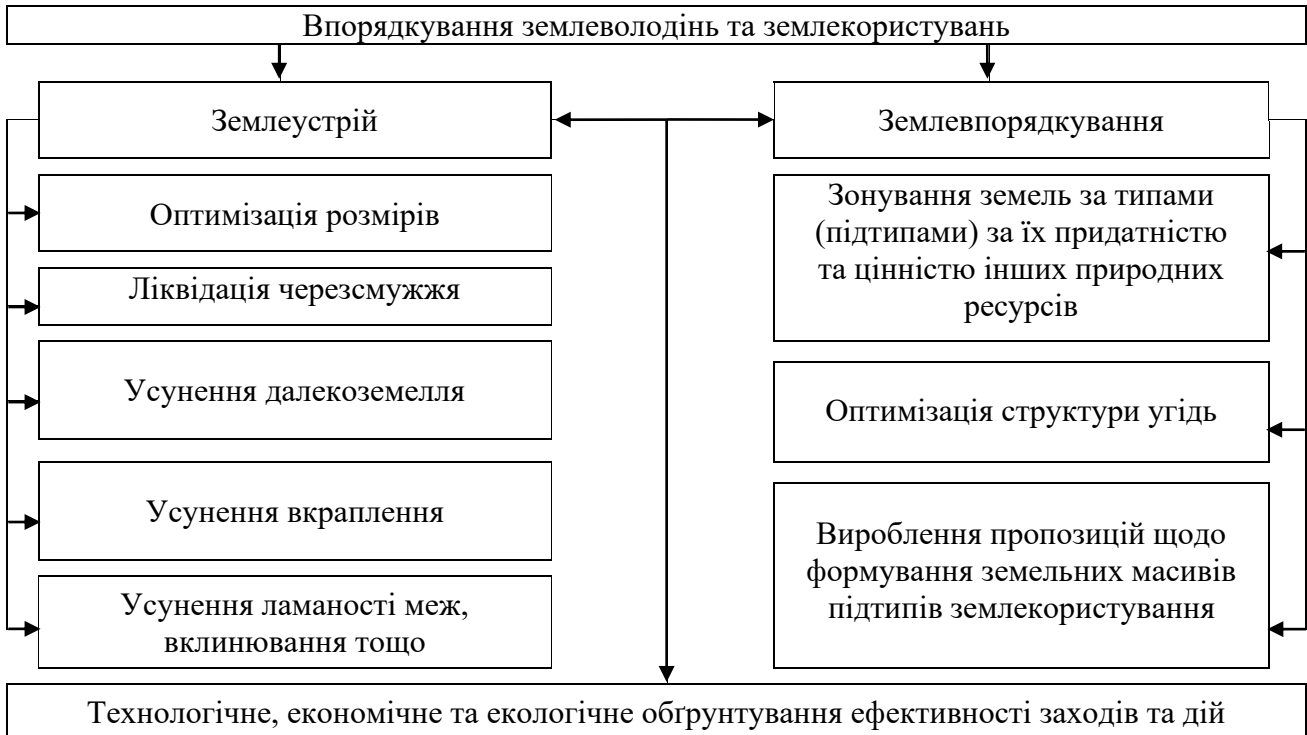 Впорядкування землеволодінь та землекористувань
Землеустрій
Землевпорядкування
Оптимізація розмірів
Ліквідація черезсмужжя
Усунення далекоземелля
Усунення вкраплення
Усунення ламаності меж,
вклинювання тощо
Зонування земель за типами
(підтипами) за їх придатністю
та цінністю інших природних
ресурсів
Оптимізація структури угідь
Вироблення пропозицій щодо
формування земельних масивів
підтипів землекористування
Технологічне, економічне та екологічне обґрунтування ефективності заходів та дій